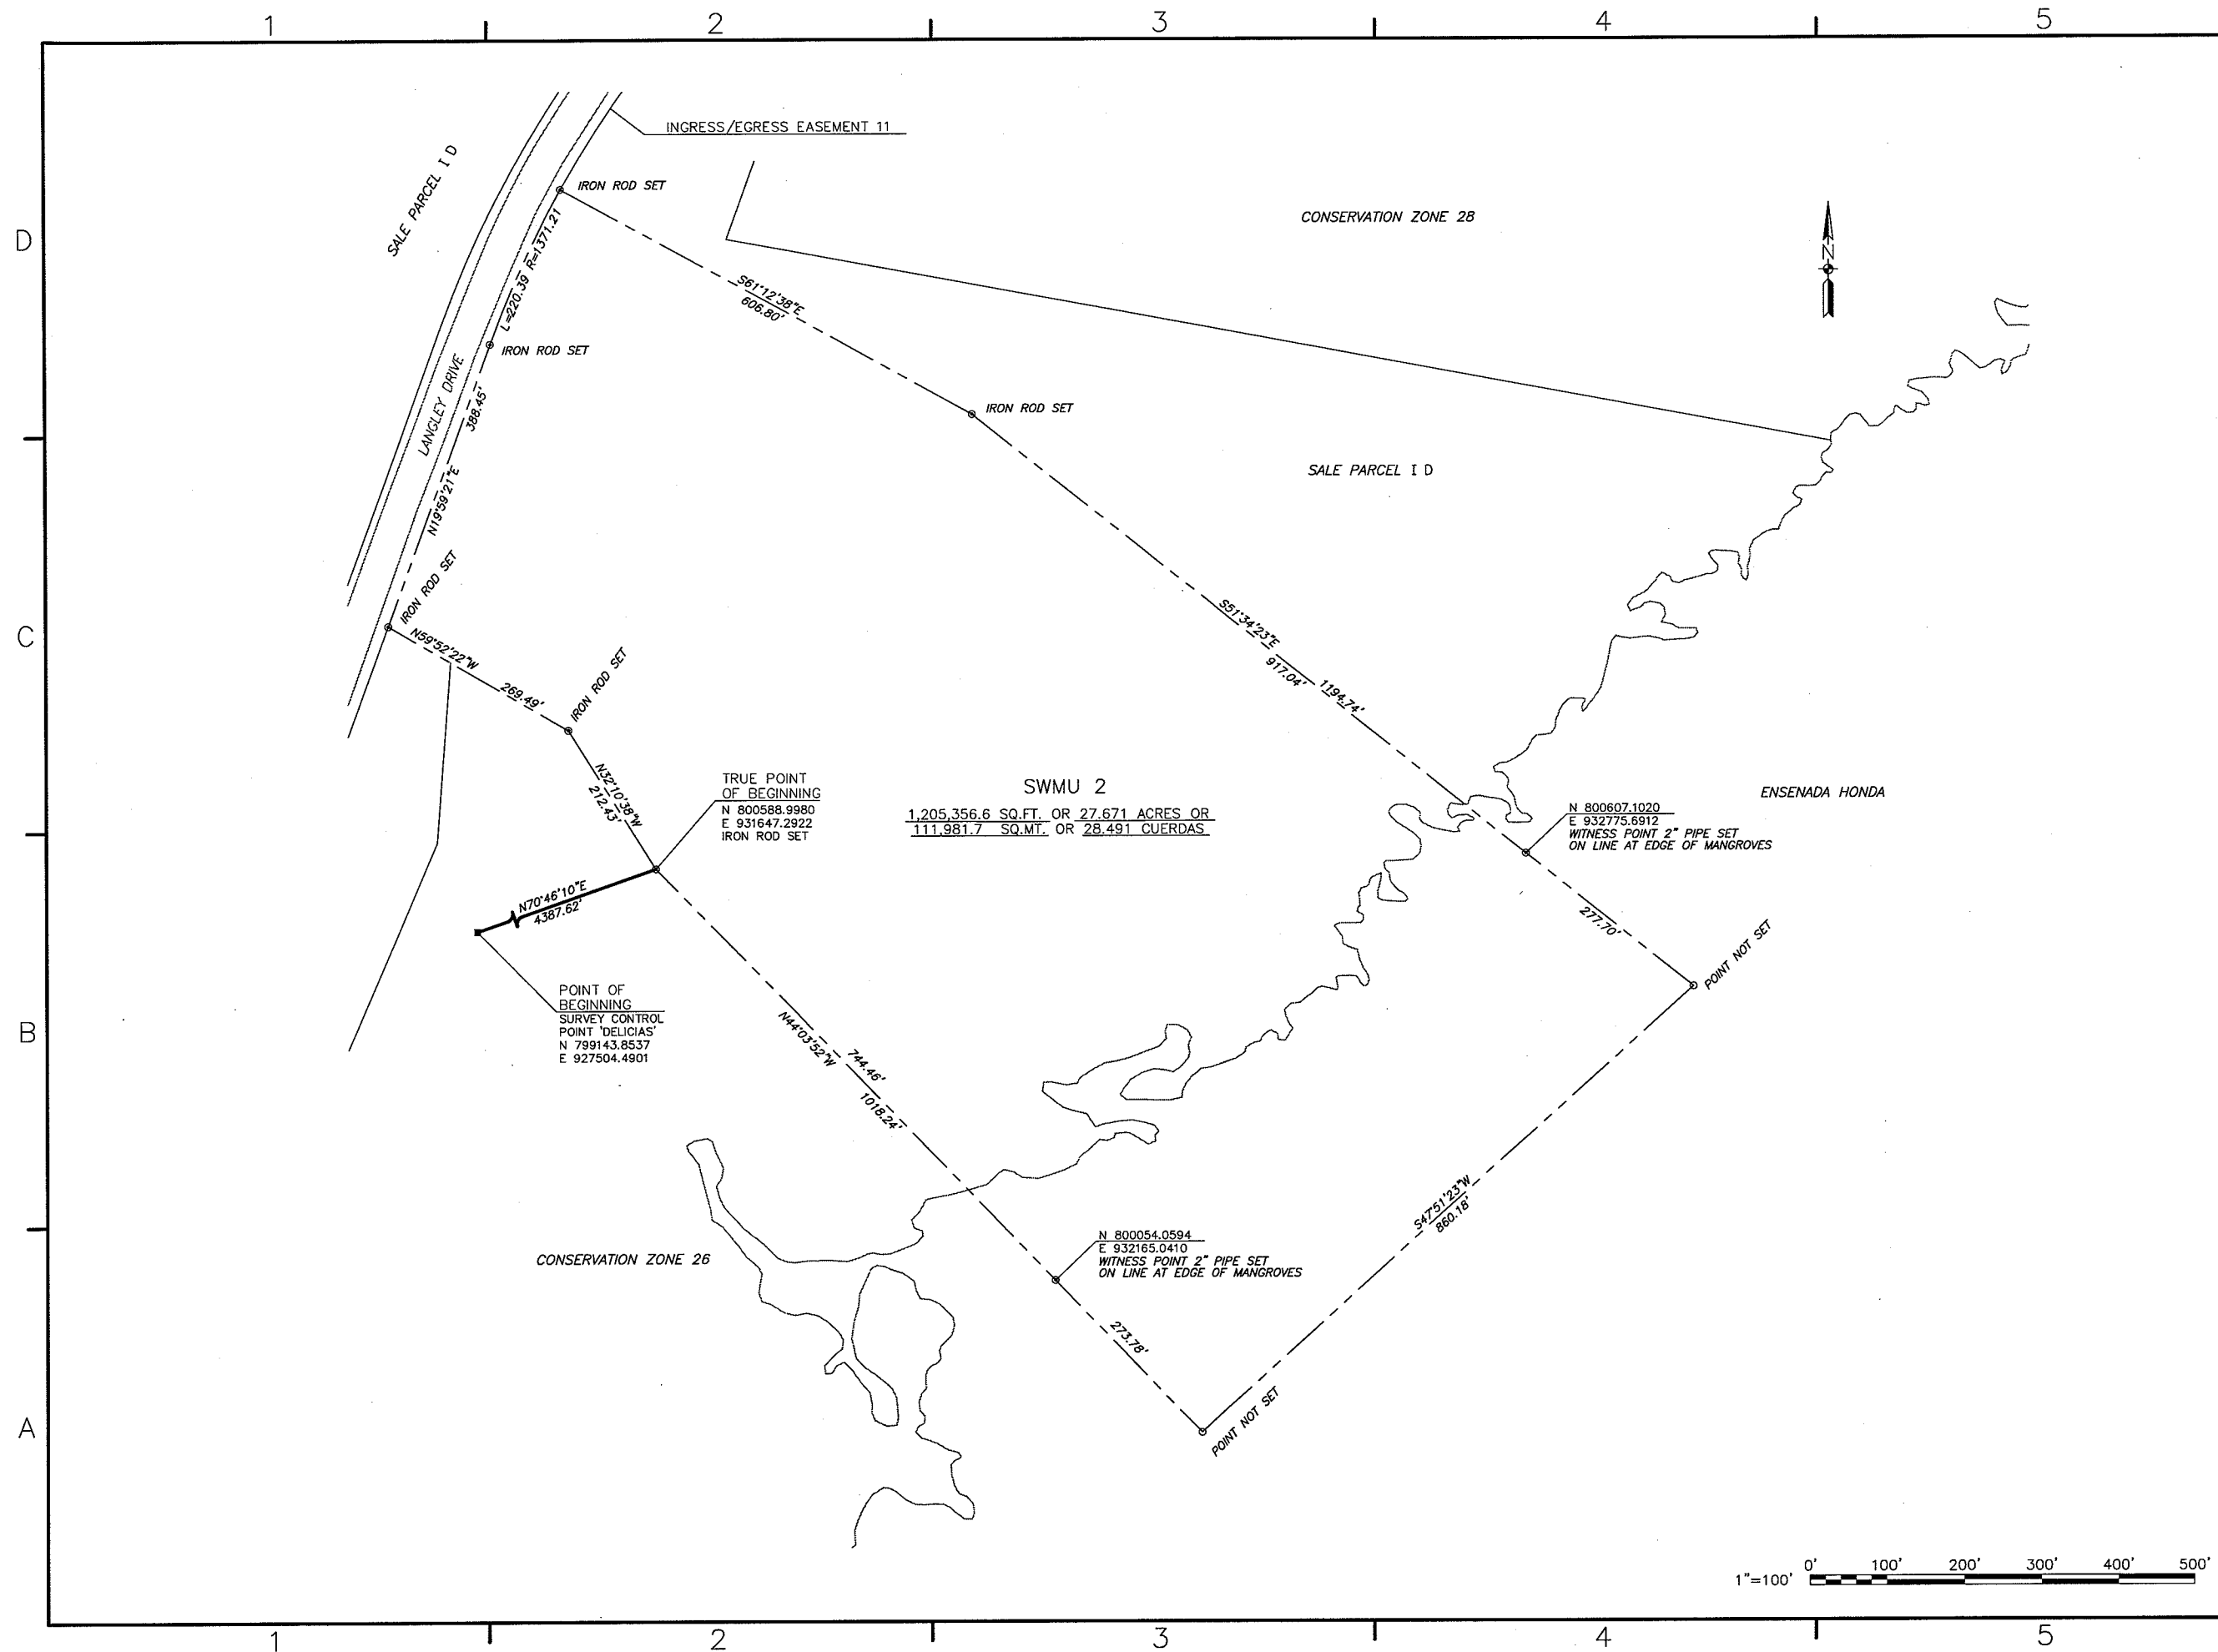 1 2 3 4 5
INGRESS/EGRESS EASEMENT 11
SALE PARCEL I D
IRON ROD SET
CONSERVATION ZONE 28
D
N
L=220.39 R=1371.21
S61°12'38"E
606.80'
IRON ROD SET
LANGLEY DRIVE
388.45'
N19°59'21"E
IRON ROD SET
SALE PARCEL I D
IRON ROD SET
C
N59°52'22"W
269.49'
IRON ROD SET
S51°34'23"E
917.04'
1194.74'
N32°10'38"W
212.43'
TRUE POINT
OF BEGINNING
N 800588.9980
E 931647.2922
IRON ROD SET
SWMU 2
1,205,356.6 SQ.FT. OR 27.671 ACRES OR
111,981.7 SQ.MT. OR 28.491 CUERDAS
ENSENADA HONDA
N 800607.1020
E 932775.6912
WITNESS POINT 2" PIPE SET
ON LINE AT EDGE OF MANGROVES
N70°46'10"E
4387.62'
277.70'
POINT NOT SET
POINT OF
BEGINNING
SURVEY CONTROL
POINT 'DELICIAS'
N 799143.8537
E 927504.4901
B
N44°03'52"W
744.46'
1018.24'
S47°51'23"W
860.18'
N 800054.0594
E 932165.0410
WITNESS POINT 2" PIPE SET
ON LINE AT EDGE OF MANGROVES
CONSERVATION ZONE 26
273.78'
POINT NOT SET
A
1"=100'
0' 100' 200' 300' 400' 500'
1 2 3 4 5